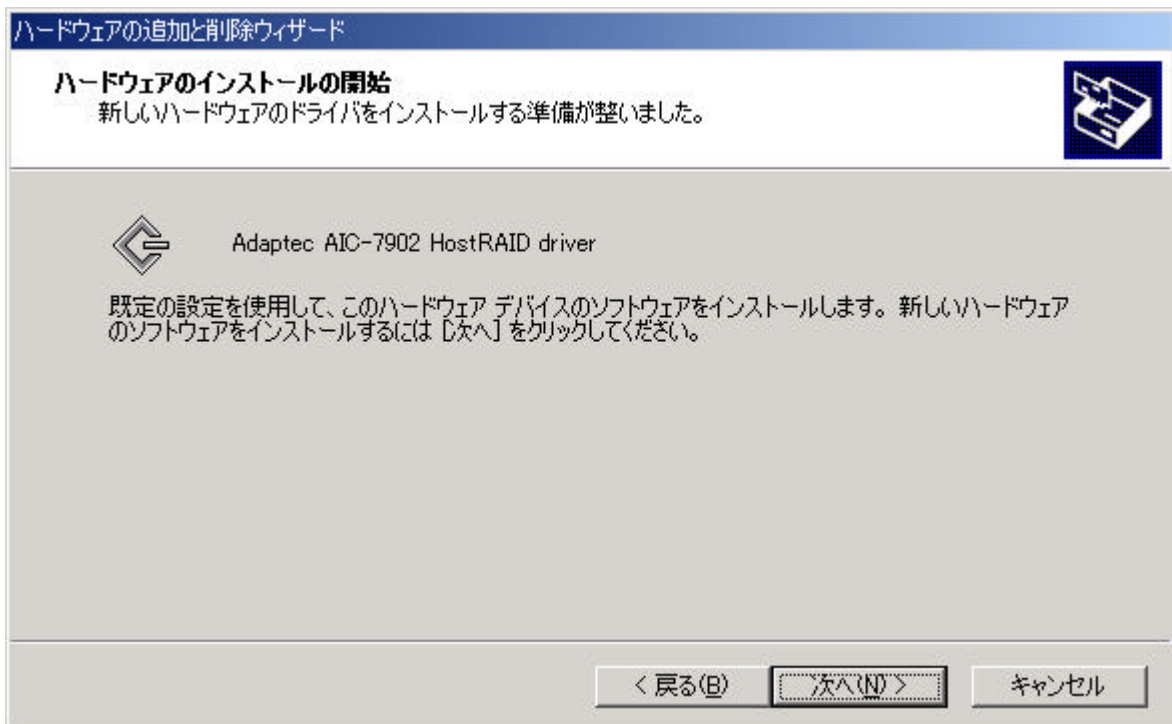 ハードウェアの追加と削除ウィザード
ハードウェアのインストールの開始
新しいハードウェアのドライバをインストールする準備が整いました。
Adaptec AIC-7902 HostRAID driver
既定の設定を使用して、このハードウェア デバイスのソフトウェアをインストールします。 新しいハードウェア
のソフトウェアをインストールするには [次へ] をクリックしてください。
< 戻る(B)
次へ(N) >
キャンセル